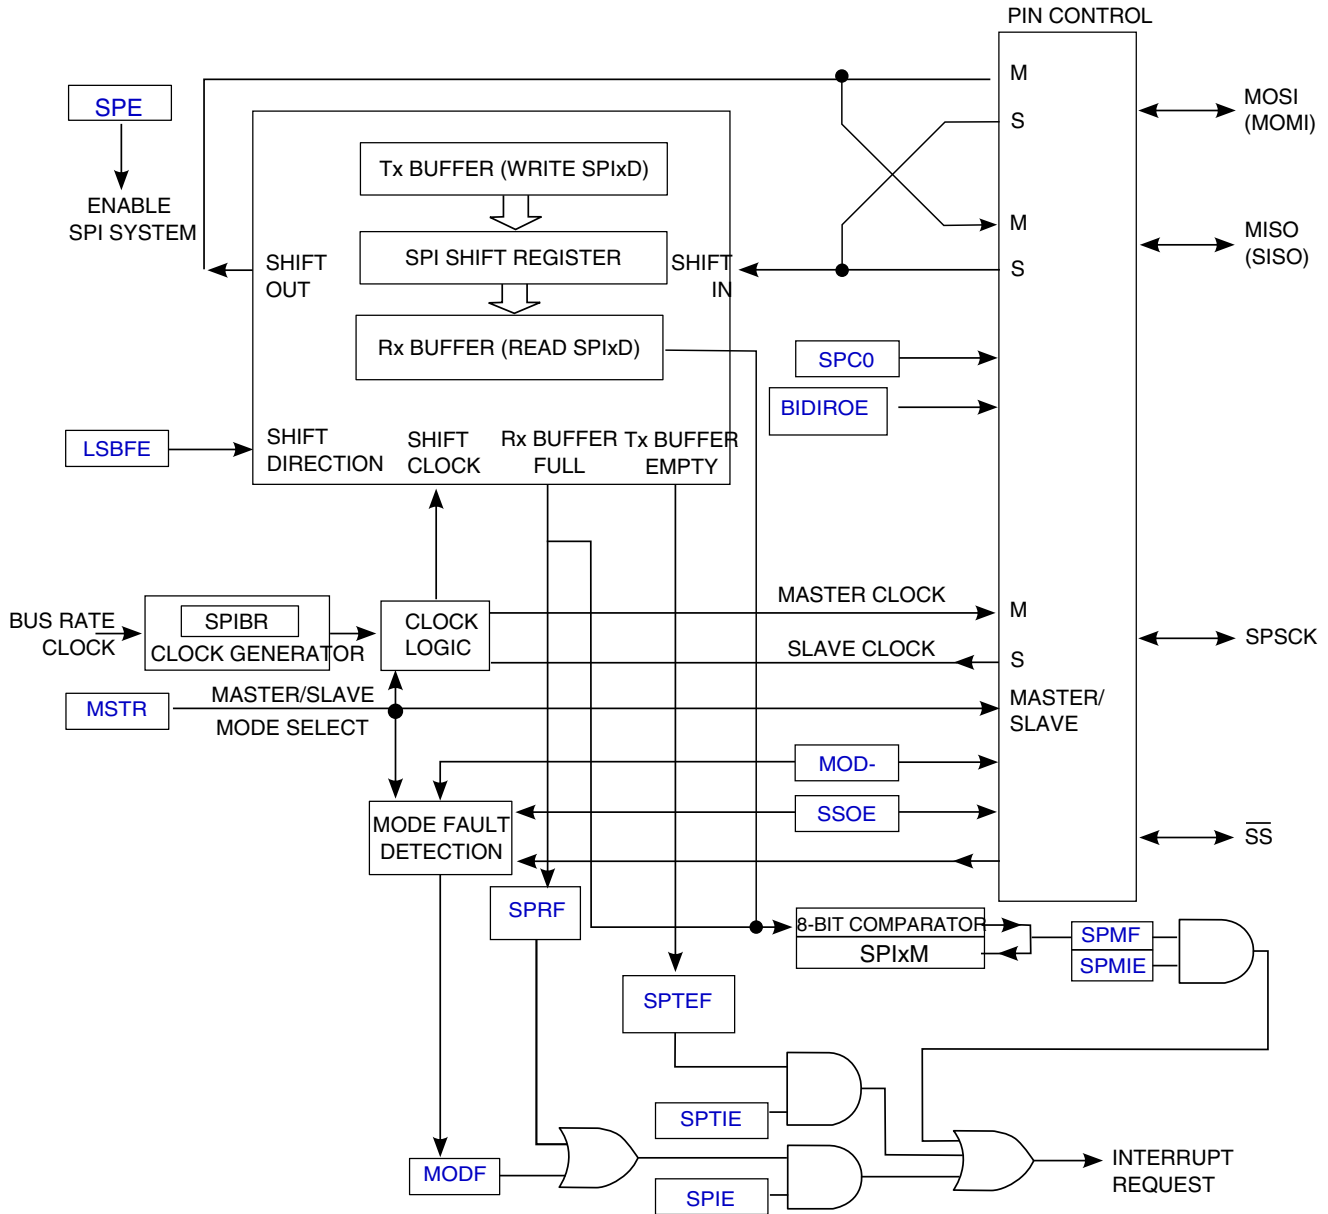 PIN CONTROL
M
SPE
MOSI
(MOMI)
S
Tx BUFFER (WRITE SPIxD)
ENABLE
SPI SYSTEM
M
MISO
(SISO)
SHIFT
OUT
SPI SHIFT REGISTER
SHIFT
IN
S
Rx BUFFER (READ SPIxD)
SPC0
BIDIROE
LSBFE
SHIFT
DIRECTION
SHIFT
CLOCK
Rx BUFFER
FULL
Tx BUFFER
EMPTY
BUS RATE
CLOCK
SPIBR
CLOCK GENERATOR
CLOCK
LOGIC
MASTER CLOCK
M
SLAVE CLOCK
S
SPSCK
MSTR
MASTER/SLAVE
MODE SELECT
MASTER/
SLAVE
MOD-
SSOE
MODE FAULT
DETECTION
SS
SPRF
8-BIT COMPARATOR
SPIxM
SPMF
SPMIE
SPTEF
SPTIE
MODF
SPIE
INTERRUPT
REQUEST